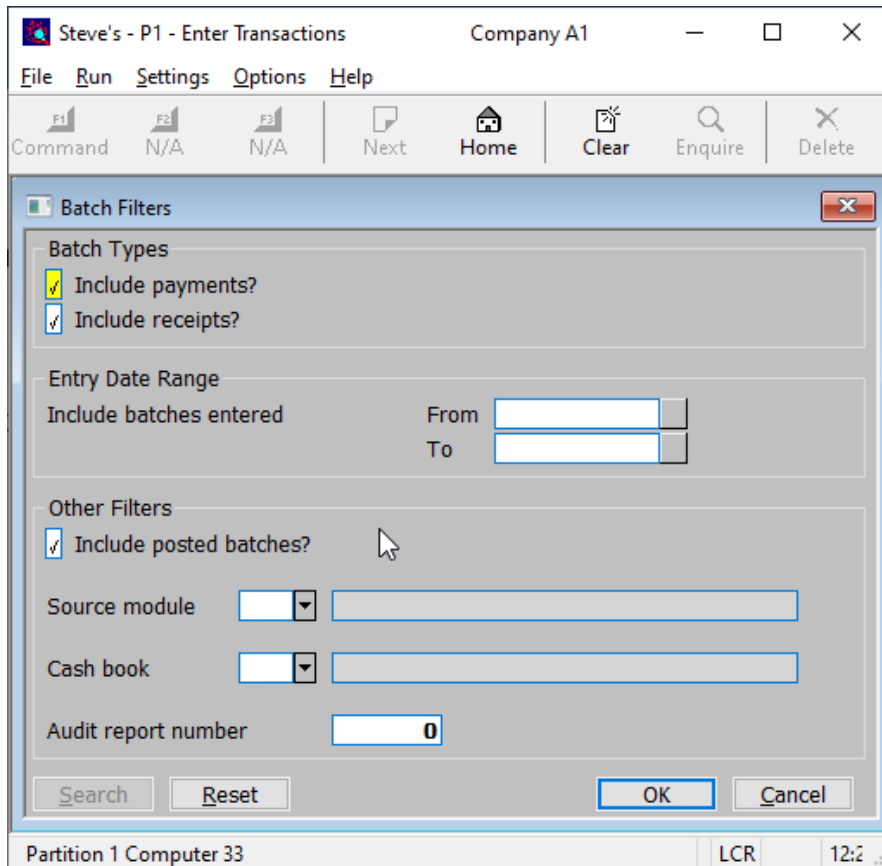 Steve's - P1 - Enter Transactions Company A1
File Run Settings Options Help
F1 F2 F3
Command N/A N/A Next Home Clear Enquire Delete
Batch Filters
Batch Types
Include payments?
Include receipts?
Entry Date Range
Include batches entered From
To
Other Filters
Include posted batches?
Source module
Cash book
Audit report number 0
Search Reset OK Cancel
Partition 1 Computer 33 LCR